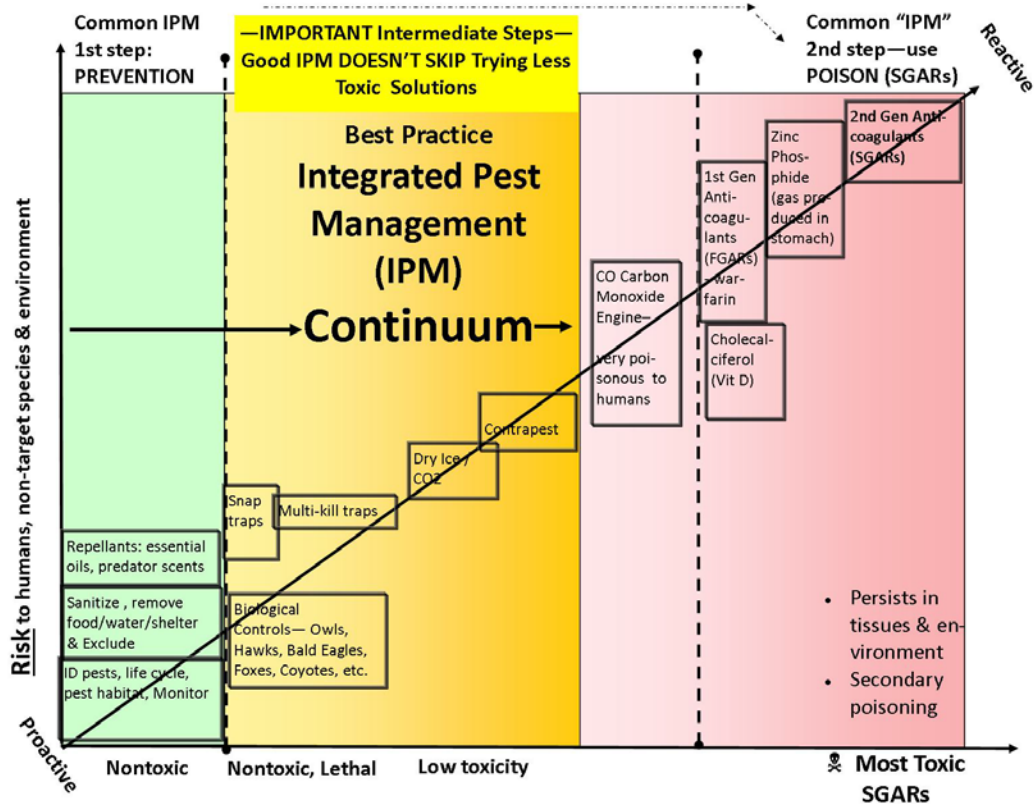 Common IPM
1st step:
PREVENTION
—IMPORTANT Intermediate Steps—
Good IPM DOESN'T SKIP Trying Less
Toxic Solutions
Common “IPM”
2nd step—use
POISON (SGARs)
Reactive
Best Practice
Integrated Pest
Management
(IPM)
Continuum
2nd Gen Anti-
coagulants
(SGARs)
Zinc
Phos-
phide
(gas pro-
duced in
stomach)
1st Gen
Anti-
coagu-
lants
(FGARs)
–war-
farin
CO Carbon
Monoxide
Engine–
very poi-
sonous to
humans
Cholecal-
ciferol
(Vit D)
Contrapest
Dry Ice /
CO2
Snap
traps
Multi-kill traps
Repellants: essential
oils, predator scents
Sanitize , remove
food/water/shelter
& Exclude
Biological
Controls— Owls,
Hawks, Bald Eagles,
Foxes, Coyotes, etc.
ID pests, life cycle,
pest habitat, Monitor
• Persists in
tissues & en-
vironment
• Secondary
poisoning
Risk to humans, non-target species & environment
Proactive
Nontoxic
Nontoxic, Lethal
Low toxicity
☠ Most Toxic
SGARs